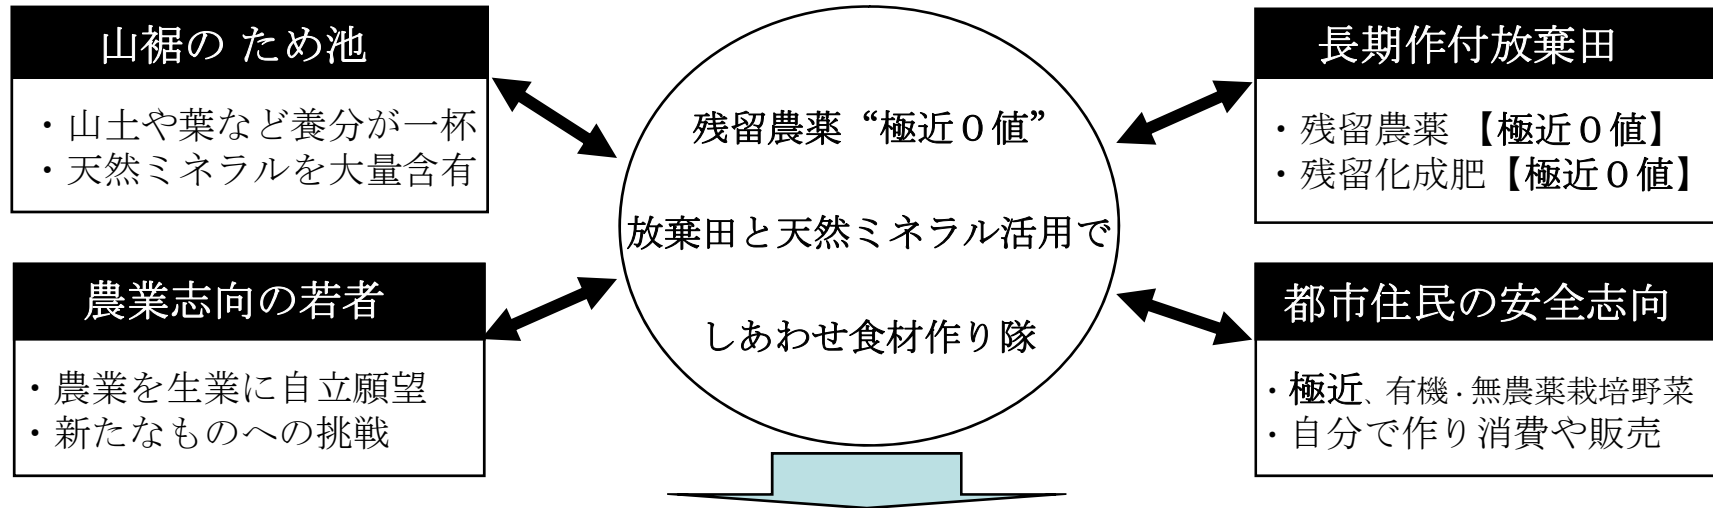 山裾の ため池
・山土や葉など養分が一杯
・天然ミネラルを大量含有
農業志向の若者
・農業を生業に自立願望
・新たなものへの挑戦
残留農薬“極近０値”
放棄田と天然ミネラル活用で
しあわせ食材作り隊
長期作付放棄田
・残留農薬 【極近０値】
・残留化成肥【極近０値】
都市住民の安全志向
・極近、有機・無農薬栽培野菜
・自分で作り消費や販売